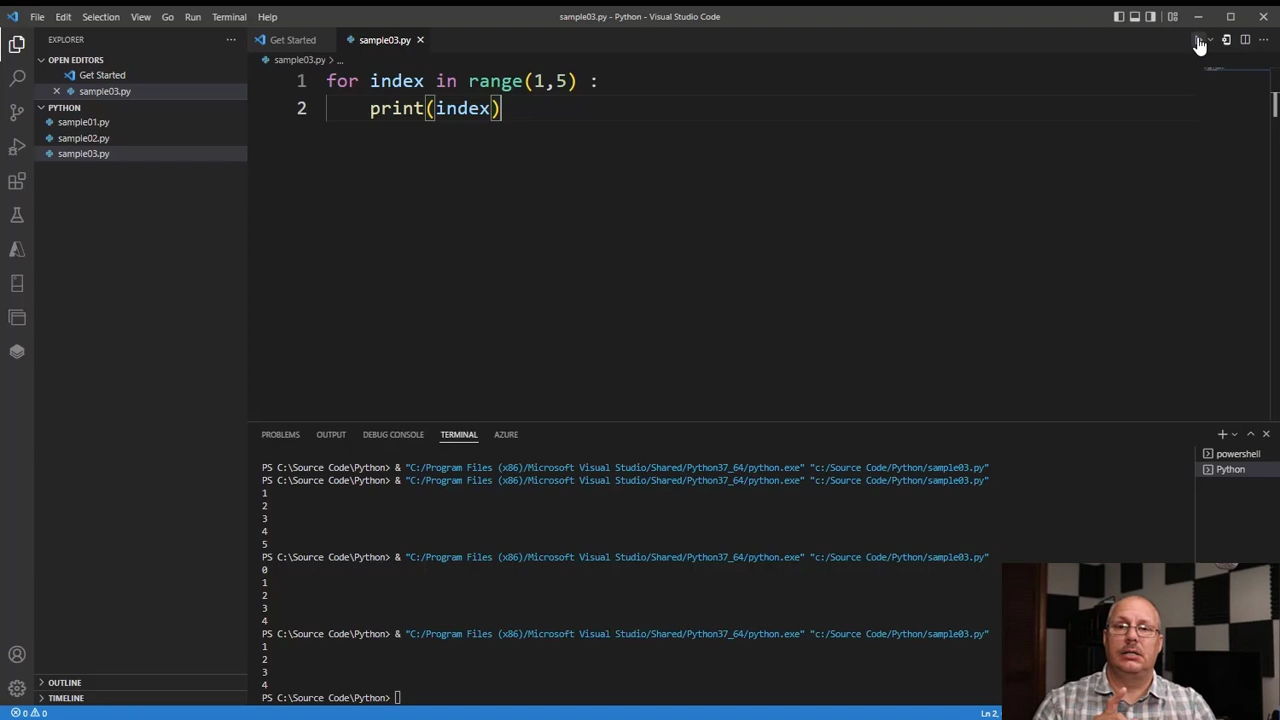 File Edit Selection View Go Run Terminal Help
sample03.py - Python - Visual Studio Code
EXPLORER
Get Started
sample03.py
OPEN EDITORS
Get Started
sample03.py
PYTHON
sample01.py
sample02.py
sample03.py
OUTLINE
TIMELINE
sample03.py > ...
1 for index in range(1,5) :
2 print(index)
PROBLEMS OUTPUT DEBUG CONSOLE TERMINAL AZURE
PS C:\Source Code\Python> & "C:/Program Files (x86)/Microsoft Visual Studio/Shared/Python37_64/python.exe" "c:/Source Code/Python/sample03.py"
PS C:\Source Code\Python> & "C:/Program Files (x86)/Microsoft Visual Studio/Shared/Python37_64/python.exe" "c:/Source Code/Python/sample03.py"
1
2
3
4
5
PS C:\Source Code\Python> & "C:/Program Files (x86)/Microsoft Visual Studio/Shared/Python37_64/python.exe" "c:/Source Code/Python/sample03.py"
0
1
2
3
4
PS C:\Source Code\Python> & "C:/Program Files (x86)/Microsoft Visual Studio/Shared/Python37_64/python.exe" "c:/Source Code/Python/sample03.py"
1
2
3
4
PS C:\Source Code\Python>
powershell
Python
0 0
Ln 2,